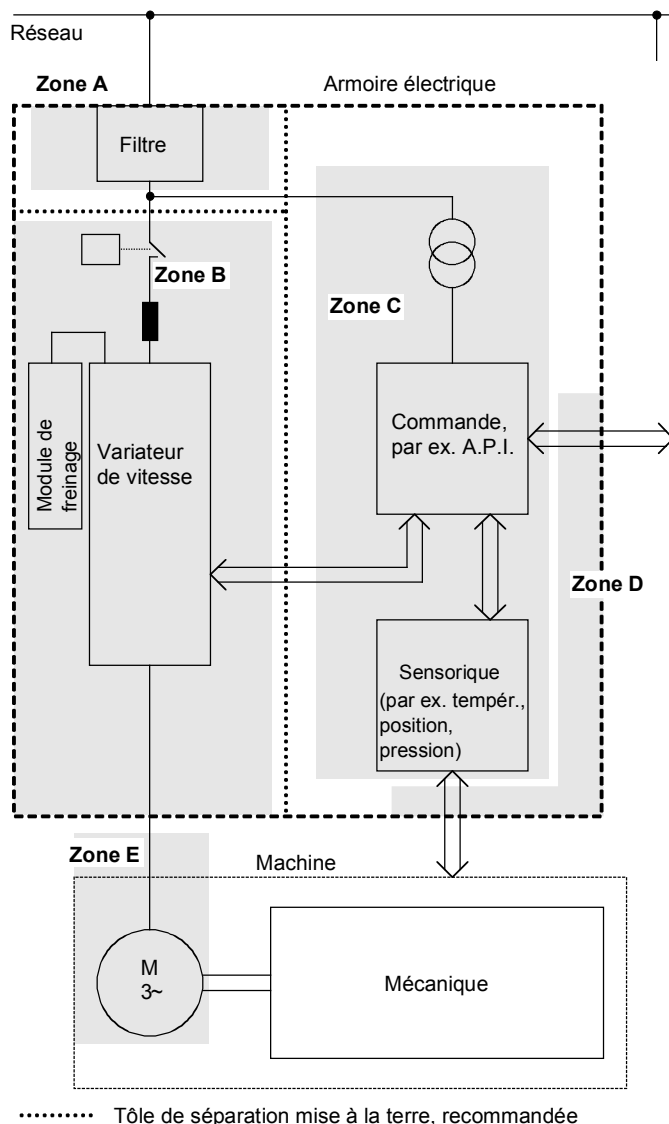 Réseau
Zone A
Armoire électrique
Filtre
Zone B
Zone C
Module de
freinage
Variateur
de vitesse
Commande,
par ex. A.P.I.
Zone D
Sensorique
(par ex. tempér.,
position,
pression)
Zone E
Machine
M
3~
Mécanique
Tôle de séparation mise à la terre, recommandée